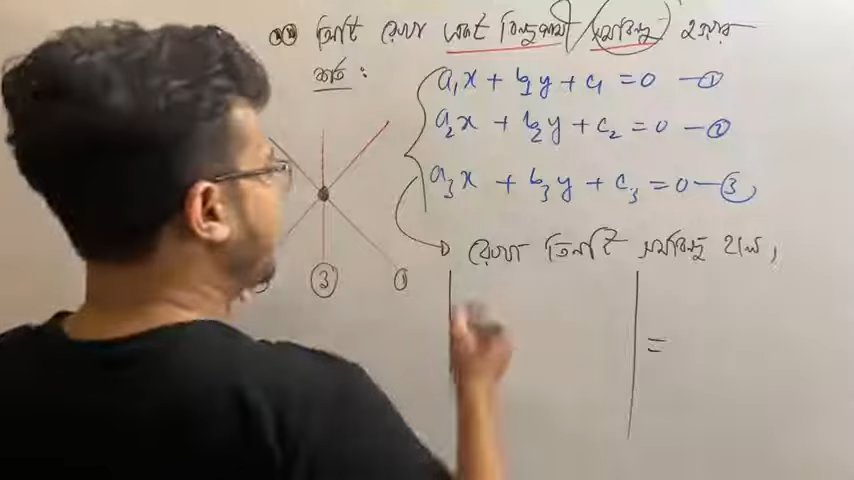 তিনটি রেখা একই বিন্দুগামী / (সমবিন্দু) হওয়ার
শর্ত :
a₁x + b₁y + c₁ = 0 — ①
a₂x + b₂y + c₂ = 0 — ②
a₃x + b₃y + c₃ = 0 — ③
রেখা তিনটি সমবিন্দু হলে,
③ ①
=